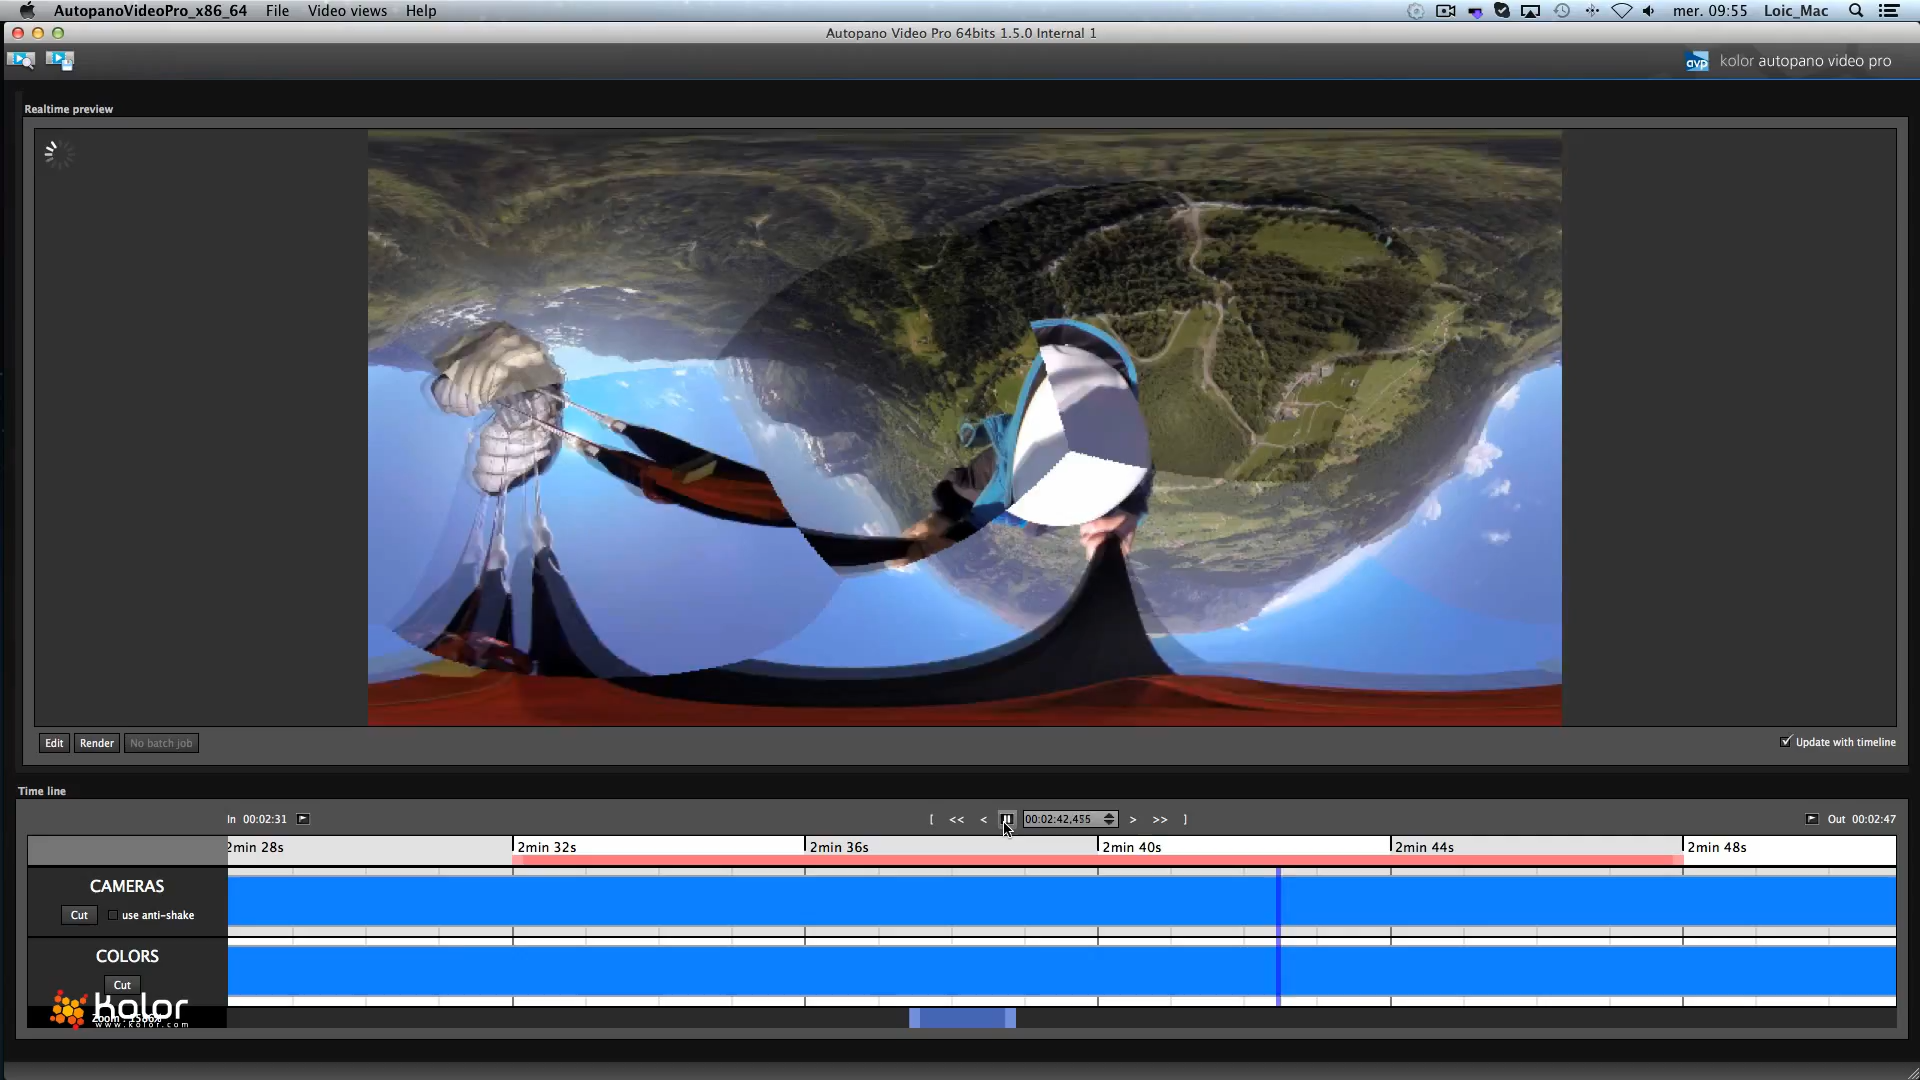 AutopanoVideoPro_x86_64 File Video views Help
mer. 09:55 Loic_Mac
Autopano Video Pro 64bits 1.5.0 Internal 1
avp kolor autopano video pro
Realtime preview
Edit Render No batch job
Update with timeline
Time line
In 00:02:31
[ << < 00:02:42,455 > >> ]
Out 00:02:47
2min 28s 2min 32s 2min 36s 2min 40s 2min 44s 2min 48s
CAMERAS
Cut use anti-shake
COLORS
Cut
kolor
www.kolor.com